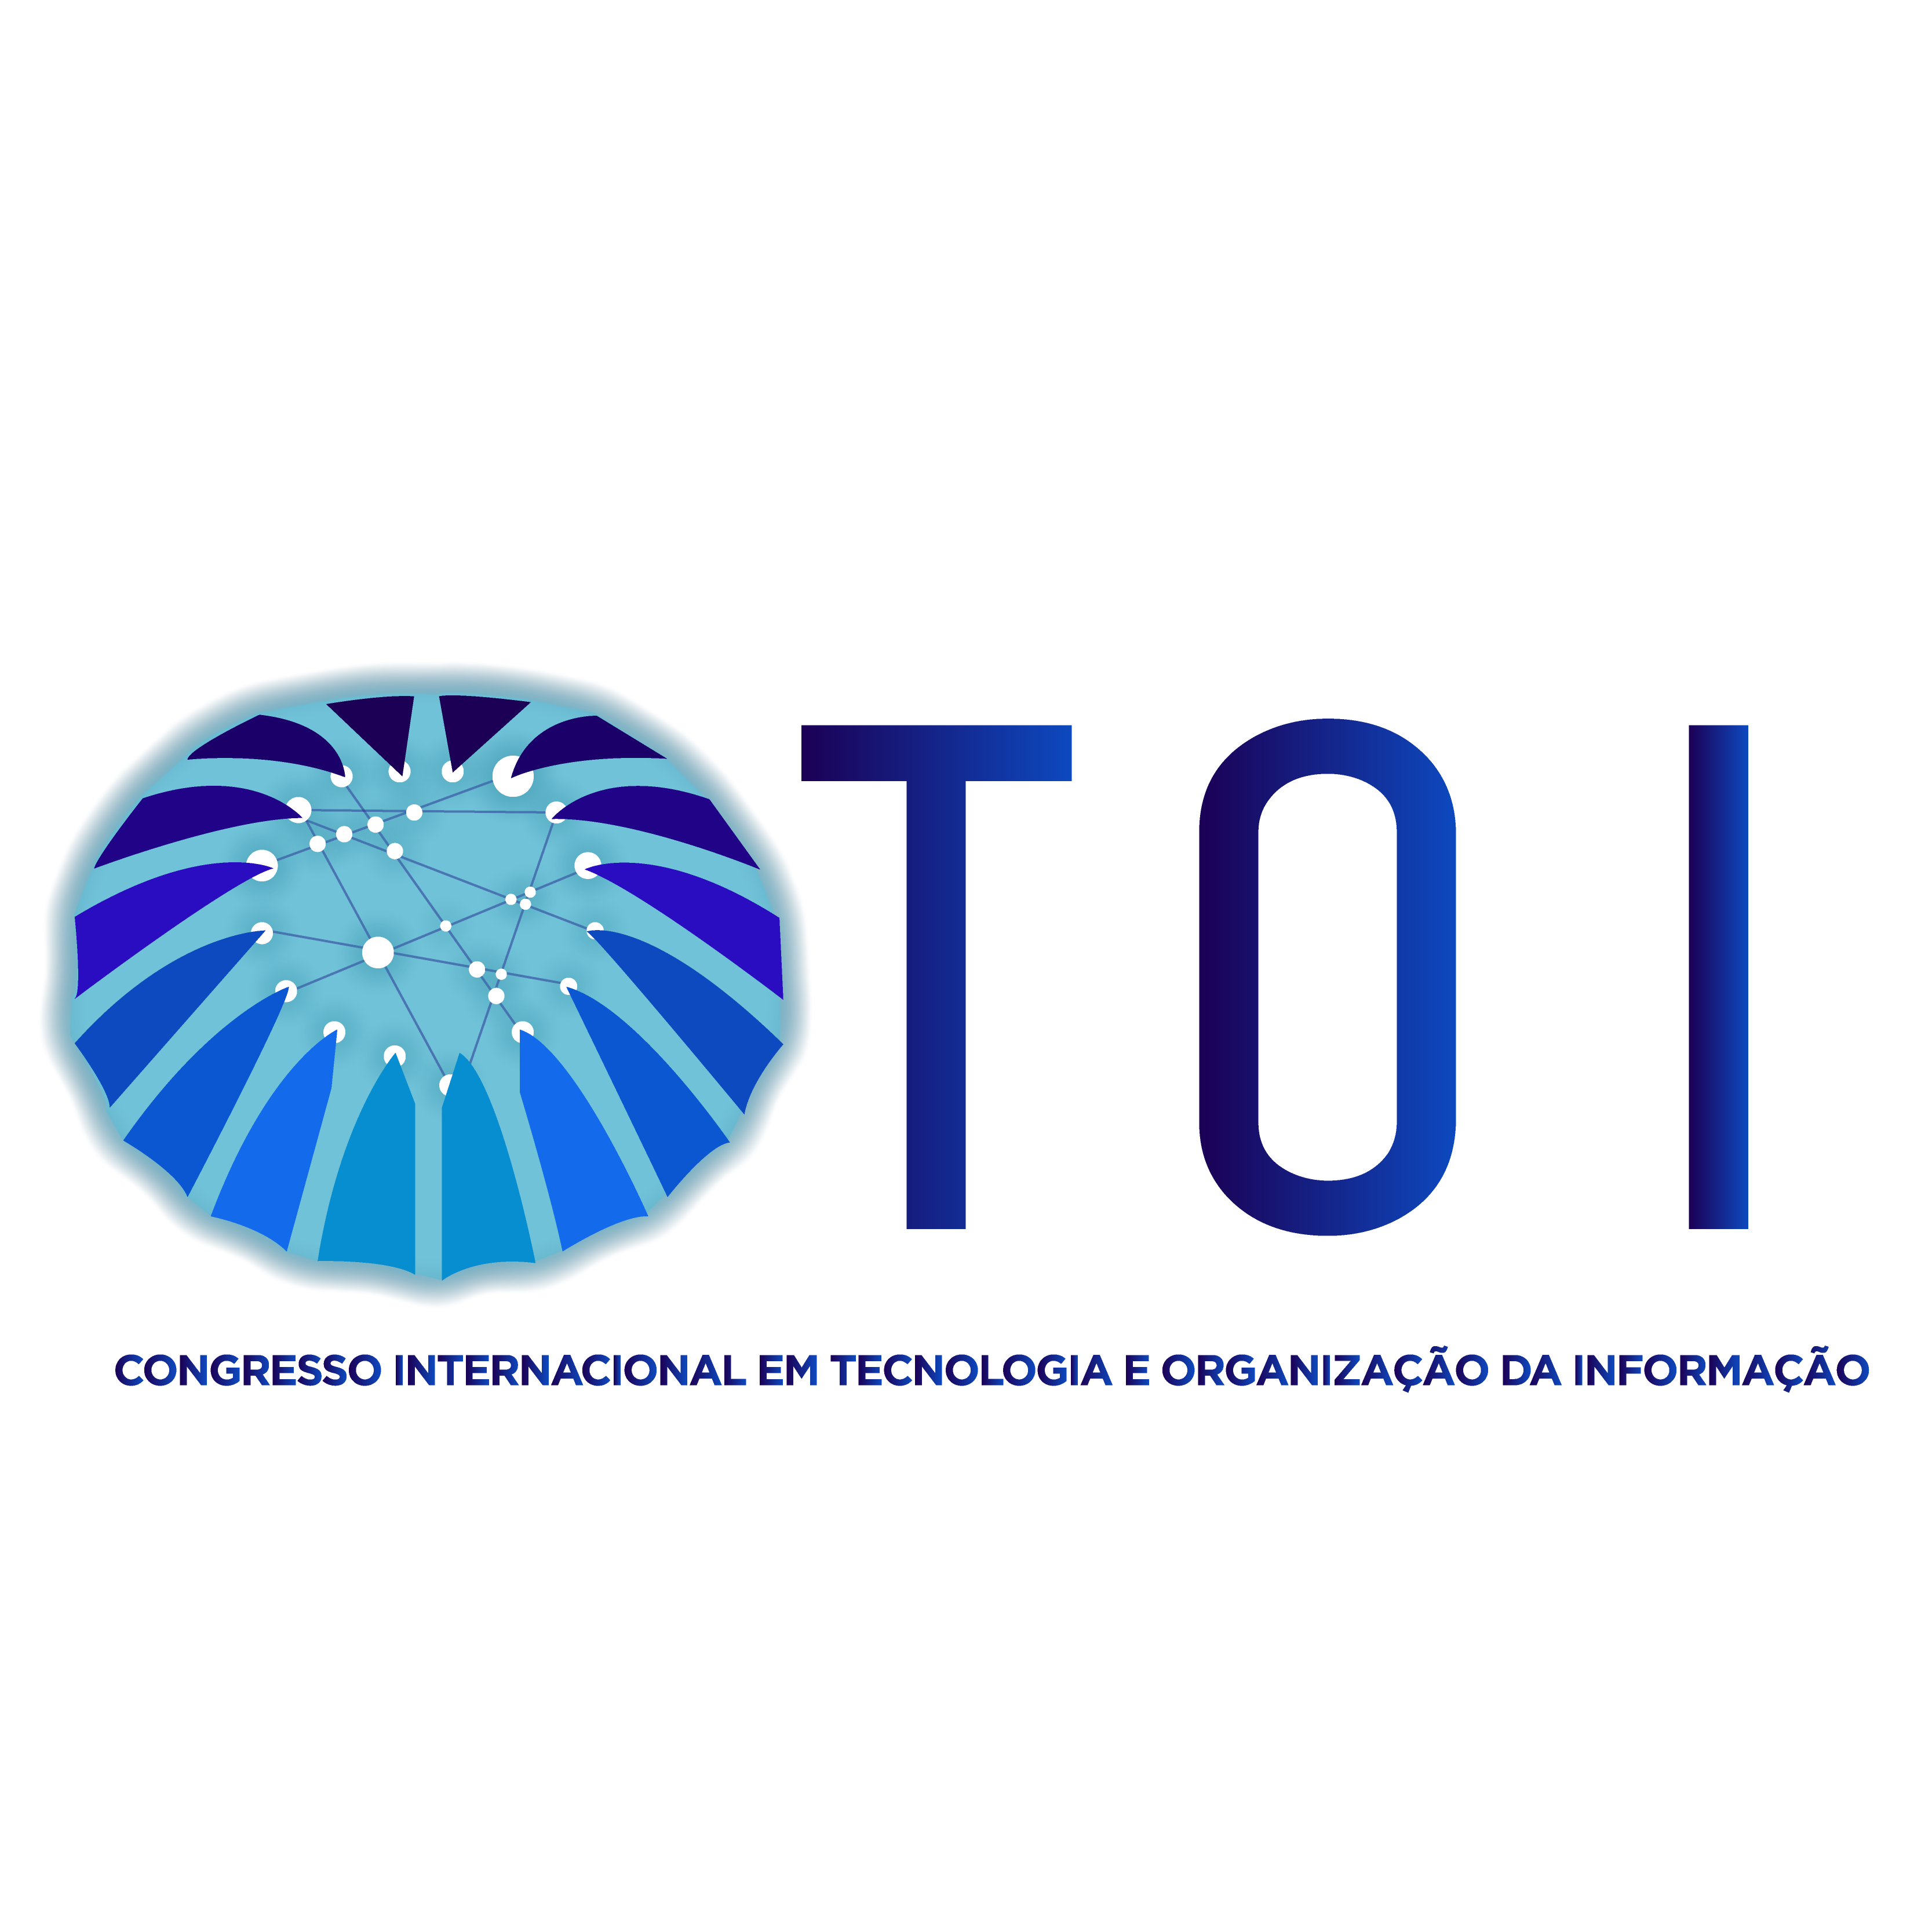 TOI
CONGRESSO INTERNACIONAL EM TECNOLOGIA E ORGANIZAÇÃO DA INFORMAÇÃO